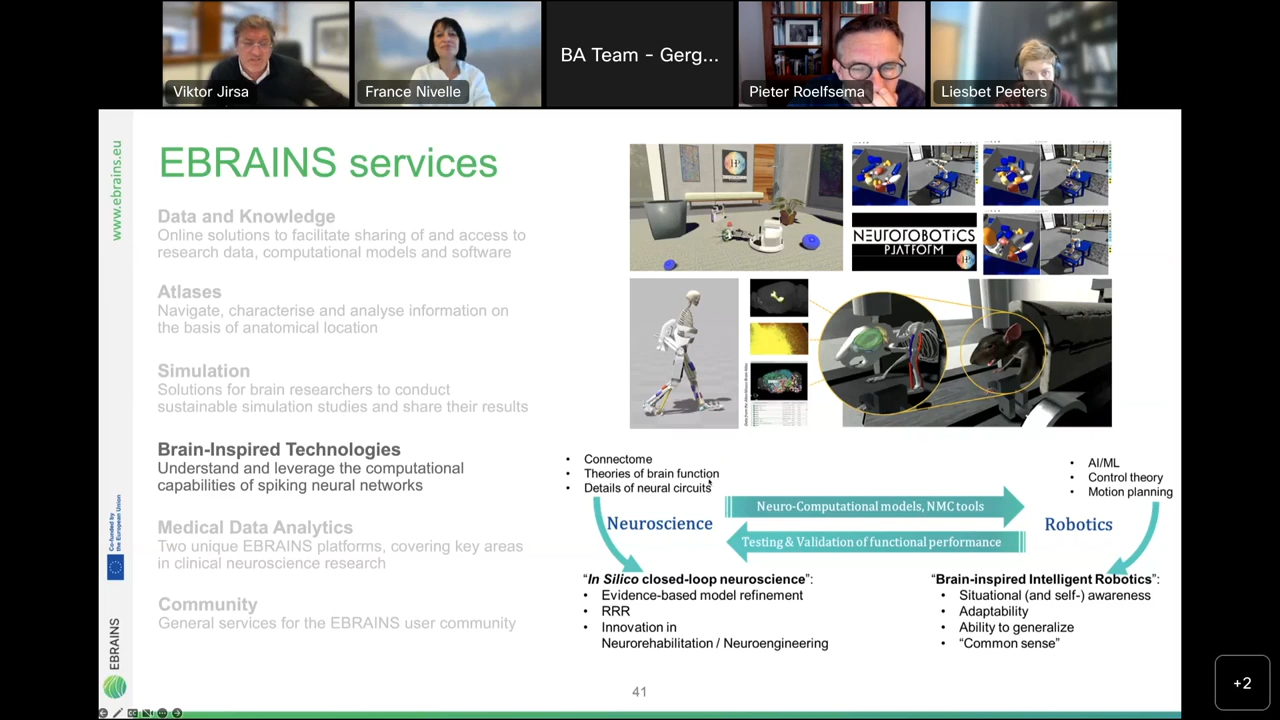 Viktor Jirsa
France Nivelle
BA Team - Gerg...
Pieter Roelfsema
Liesbet Peeters
www.ebrains.eu
Co-funded by
the European Union
EBRAINS
EBRAINS services
Data and Knowledge
Online solutions to facilitate sharing of and access to
research data, computational models and software
Atlases
Navigate, characterise and analyse information on
the basis of anatomical location
Simulation
Solutions for brain researchers to conduct
sustainable simulation studies and share their results
Brain-Inspired Technologies
Understand and leverage the computational
capabilities of spiking neural networks
Medical Data Analytics
Two unique EBRAINS platforms, covering key areas
in clinical neuroscience research
Community
General services for the EBRAINS user community
NEUROROBOTICS
PLATFORM
• Connectome
• Theories of brain function
• Details of neural circuits
• AI/ML
• Control theory
• Motion planning
Neuro-Computational models, NMC tools
Neuroscience
Robotics
Testing & Validation of functional performance
“In Silico closed-loop neuroscience”:
• Evidence-based model refinement
• RRR
• Innovation in
Neurorehabilitation / Neuroengineering
“Brain-inspired Intelligent Robotics”:
• Situational (and self-) awareness
• Adaptability
• Ability to generalize
• “Common sense”
41
+2